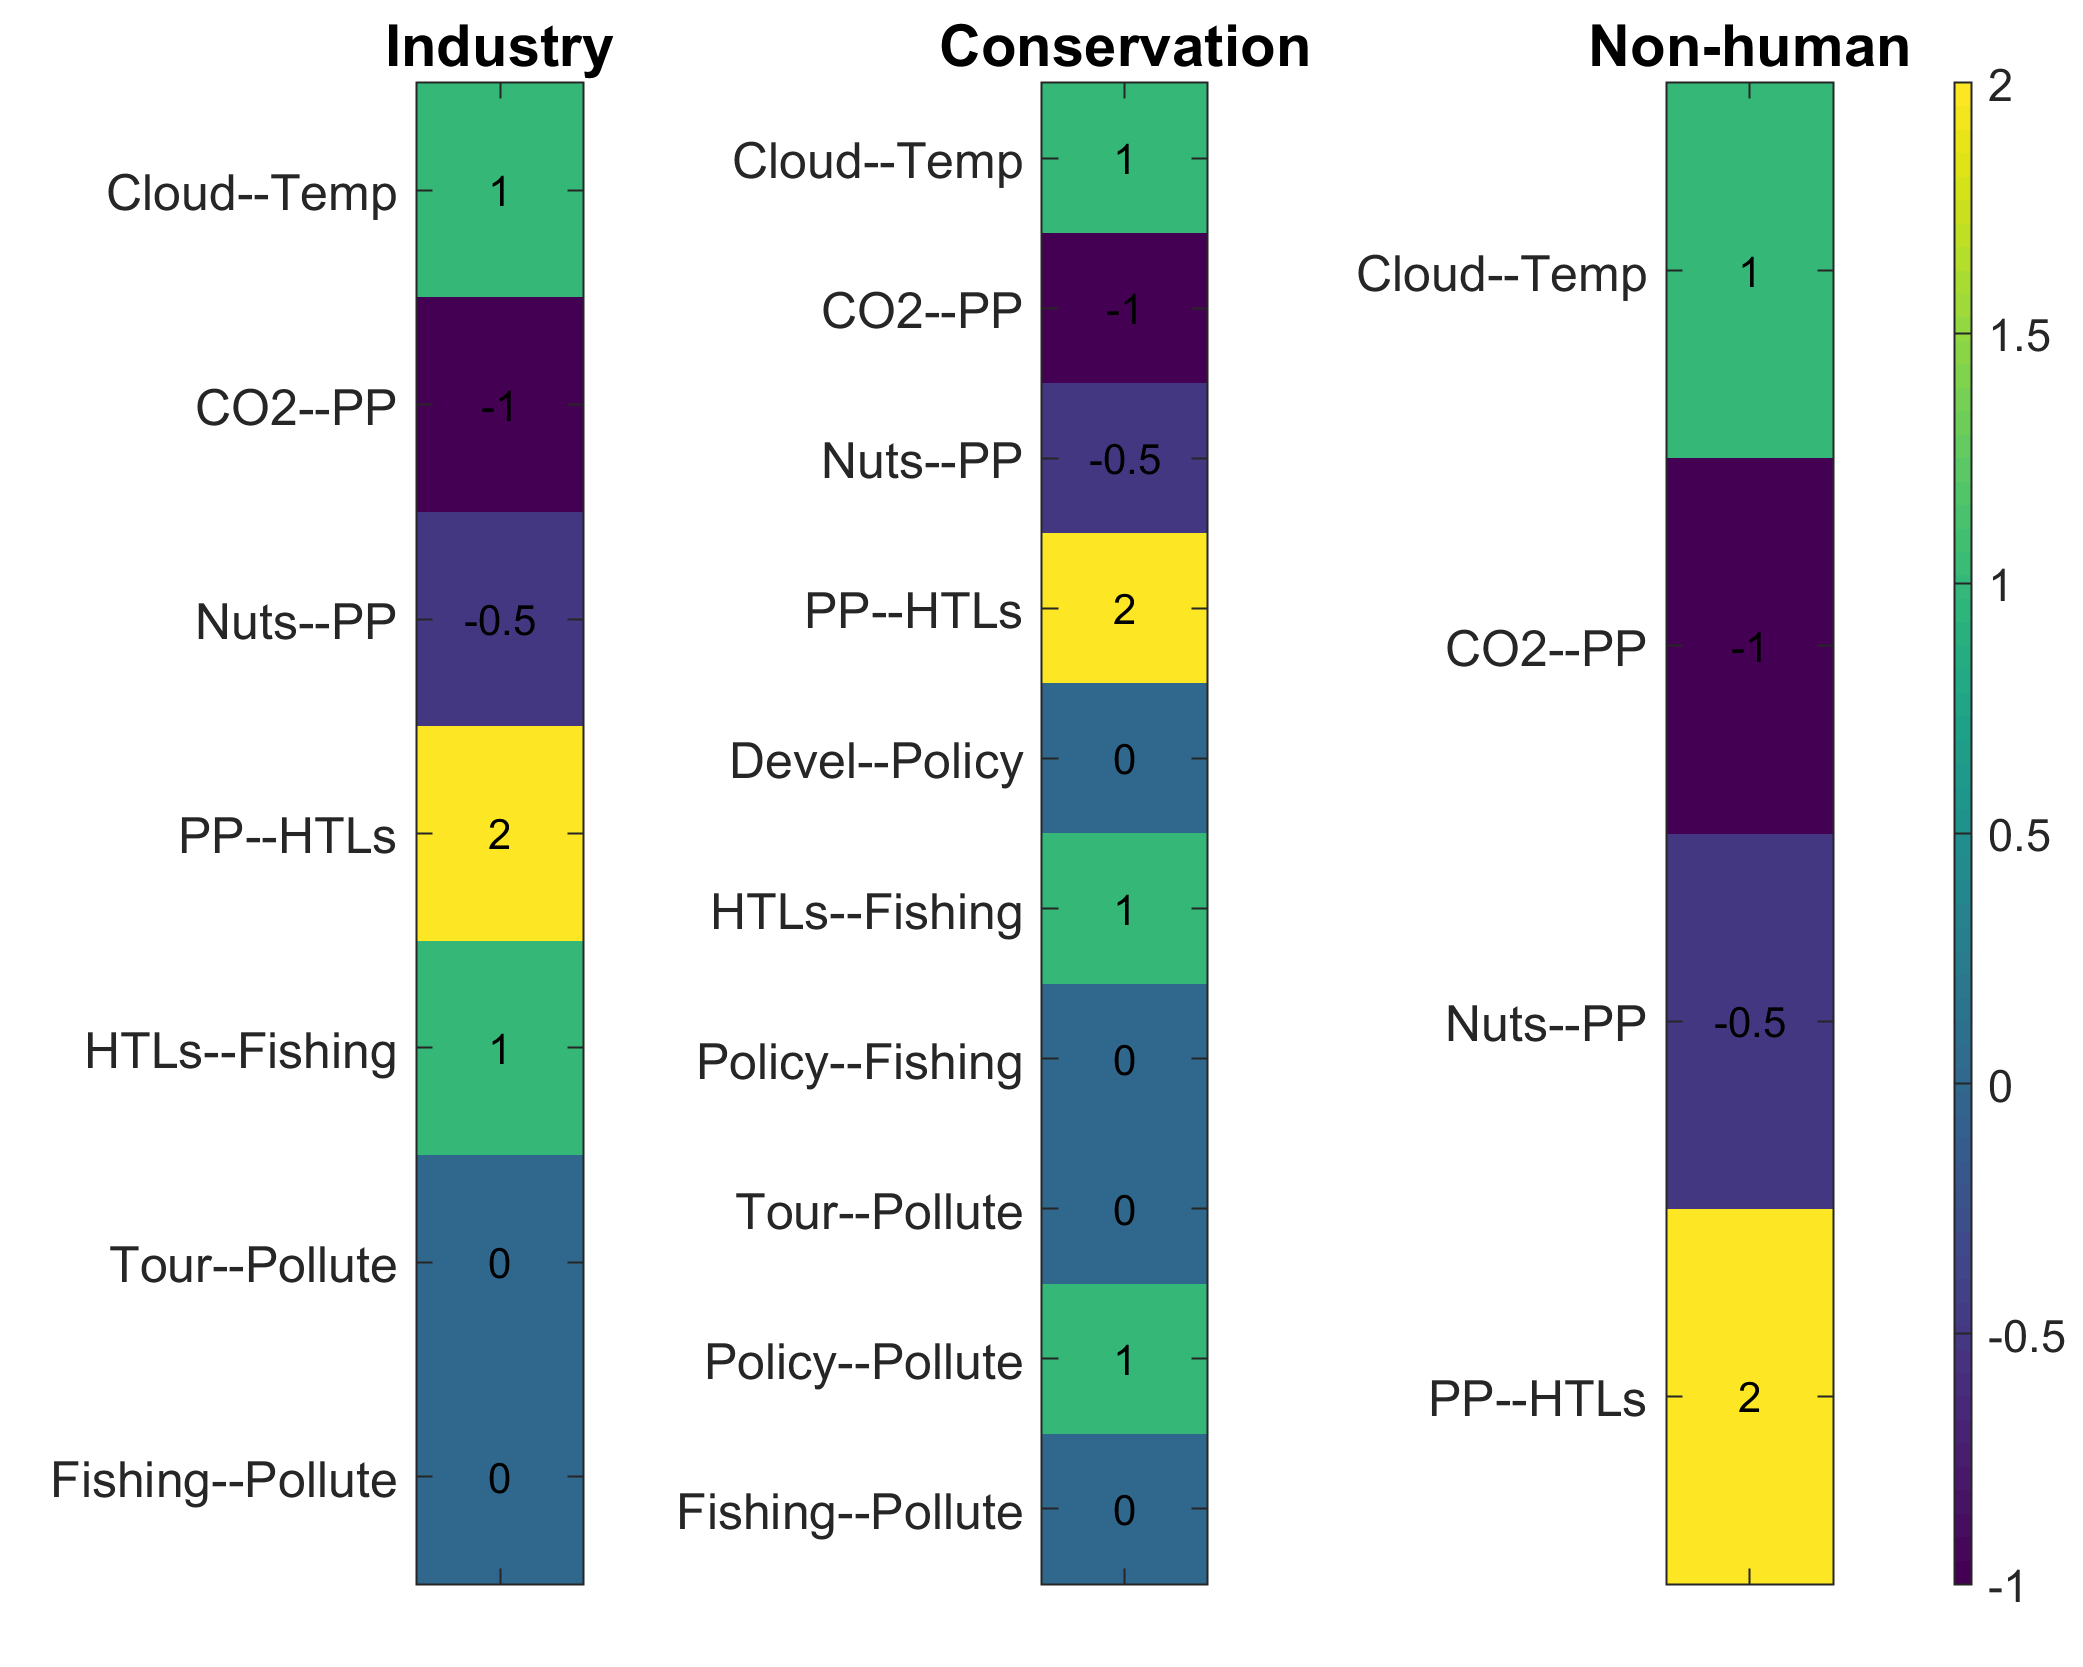 Industry
Cloud--Temp 1
CO2--PP -1
Nuts--PP -0.5
PP--HTLs 2
HTLs--Fishing 1
Tour--Pollute 0
Fishing--Pollute 0
Conservation
Cloud--Temp 1
CO2--PP -1
Nuts--PP -0.5
PP--HTLs 2
Devel--Policy 0
HTLs--Fishing 1
Policy--Fishing 0
Tour--Pollute 0
Policy--Pollute 1
Fishing--Pollute 0
Non-human
Cloud--Temp 1
CO2--PP -1
Nuts--PP -0.5
PP--HTLs 2
2
1.5
1
0.5
0
-0.5
-1